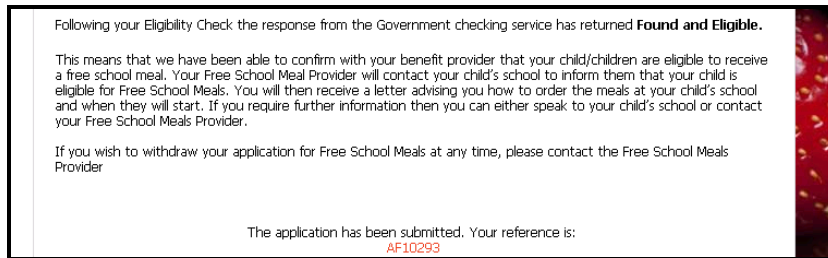 Following your Eligibility Check the response from the Government checking service has returned Found and Eligible.
This means that we have been able to confirm with your benefit provider that your child/children are eligible to receive
a free school meal. Your Free School Meal Provider will contact your child's school to inform them that your child is
eligible for Free School Meals. You will then receive a letter advising you how to order the meals at your child's school
and when they will start. If you require further information then you can either speak to your child's school or contact
your Free School Meals Provider.
If you wish to withdraw your application for Free School Meals at any time, please contact the Free School Meals
Provider
The application has been submitted. Your reference is:
AF10293